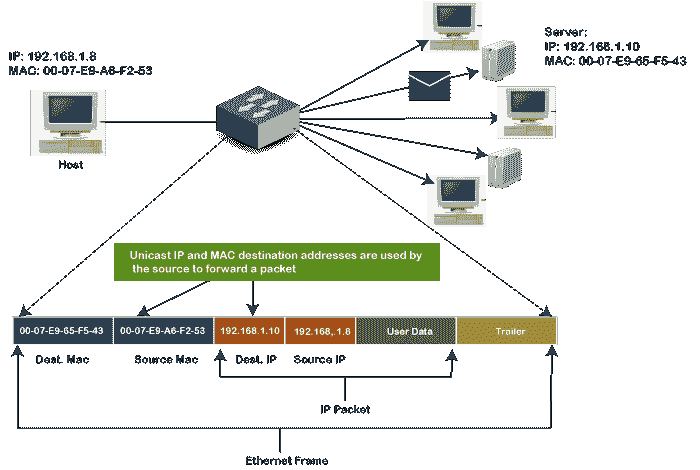 IP: 192.168.1.8
MAC: 00-07-E9-A6-F2-53
Host
Server:
IP: 192.168.1.10
MAC: 00-07-E9-65-F5-43
Unicast IP and MAC destination addresses are used by
the source to forward a packet
00-07-E9-65-F5-43
00-07-E9-A6-F2-53
192.168.1.10
192.168,. 1.8
User Data
Trailer
Dest. Mac
Source Mac
Dest. IP
Source IP
IP Packet
Ethernet Frame